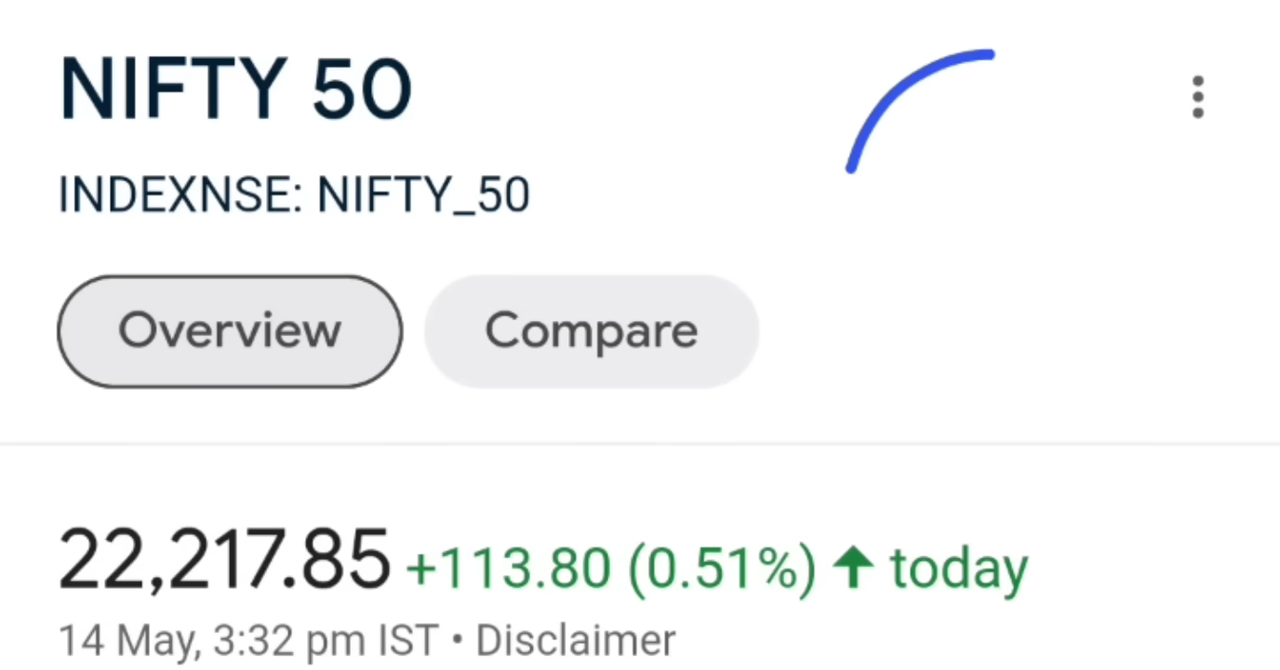 NIFTY 50
INDEXNSE: NIFTY_50
Overview Compare
22,217.85 +113.80 (0.51%) ↑ today
14 May, 3:32 pm IST • Disclaimer